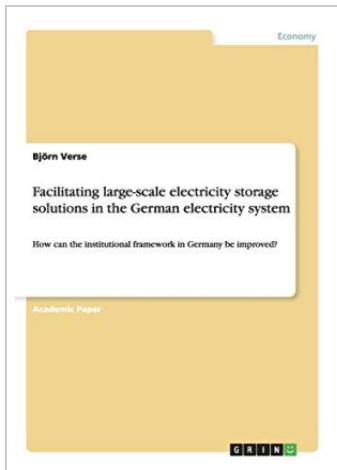 Economy
Björn Verse
Facilitating large-scale electricity storage
solutions in the German electricity system
How can the institutional framework in Germany be improved?
Academic Paper
GRIN